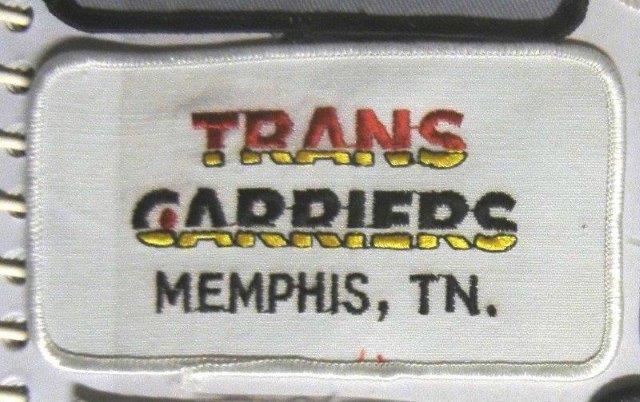 TRANS
CARRIERS
MEMPHIS, TN.